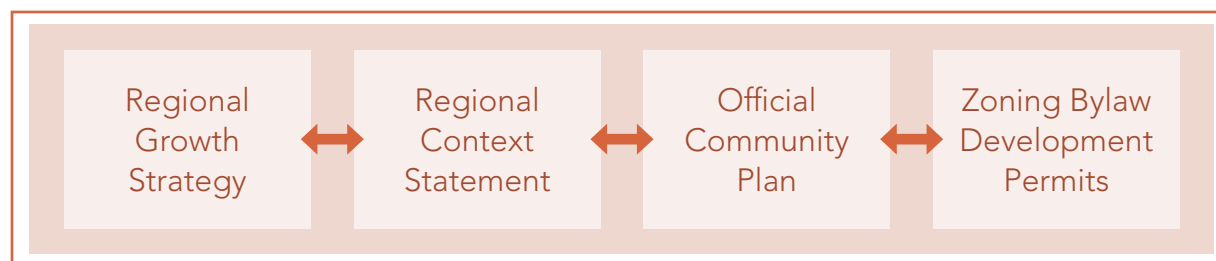 Regional
Growth
Strategy
Regional
Context
Statement
Official
Community
Plan
Zoning Bylaw
Development
Permits